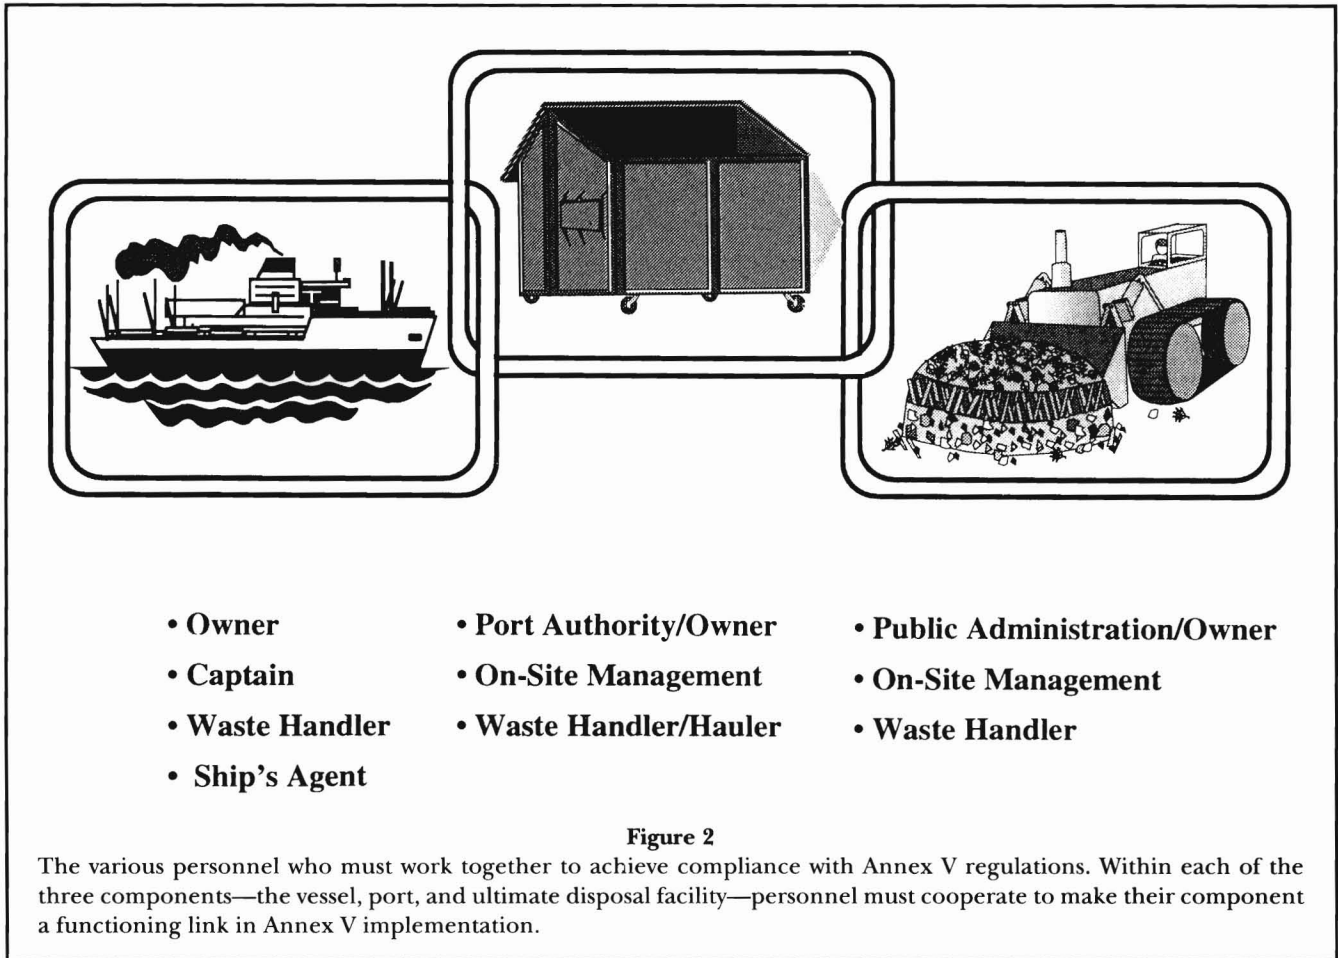 • Owner
• Captain
• Waste Handler
• Ship's Agent
• Port Authority/Owner
• On-Site Management
• Waste Handler/Hauler
• Public Administration/Owner
• On-Site Management
• Waste Handler
Figure 2
The various personnel who must work together to achieve compliance with Annex V regulations. Within each of the
three components—the vessel, port, and ultimate disposal facility—personnel must cooperate to make their component
a functioning link in Annex V implementation.